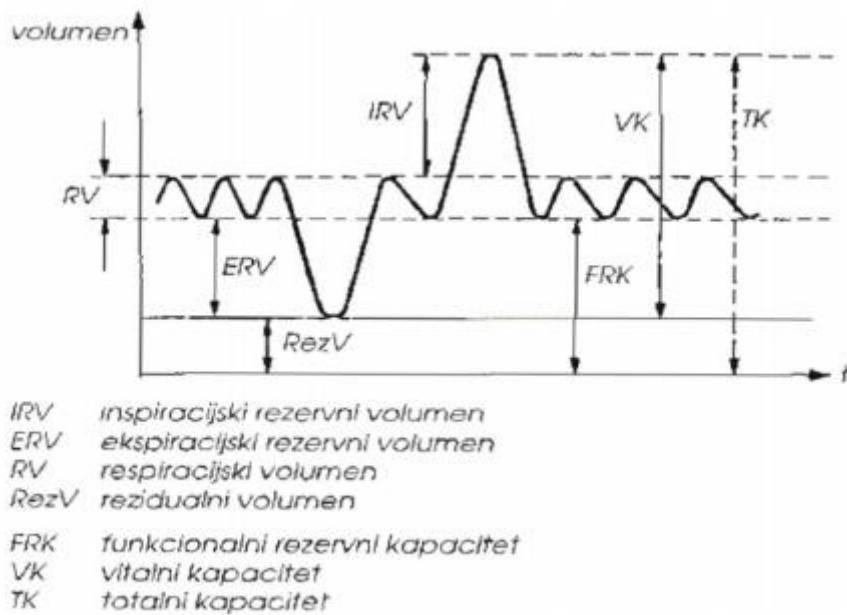 volumen
IRV
VK
TK
RV
ERV
FRK
RezV
t
IRV inspiracijski rezervni volumen
ERV ekspiracijski rezervni volumen
RV respiracijski volumen
RezV rezidualni volumen
FRK funkcionalni rezervni kapacitet
VK vitalni kapacitet
TK totalni kapacitet